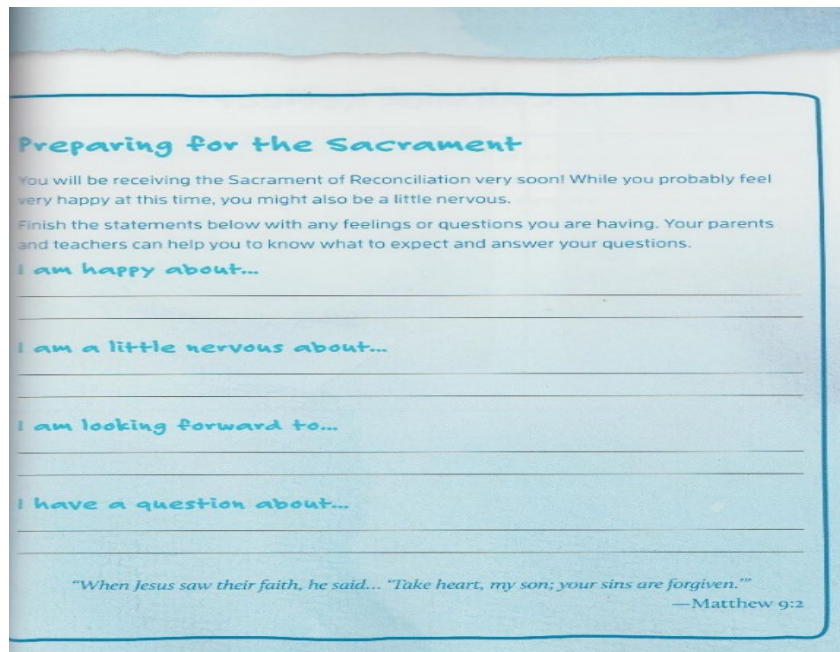 Preparing for the Sacrament
You will be receiving the Sacrament of Reconciliation very soon! While you probably feel
very happy at this time, you might also be a little nervous.
Finish the statements below with any feelings or questions you are having. Your parents
and teachers can help you to know what to expect and answer your questions.
I am happy about...
I am a little nervous about...
I am looking forward to...
I have a question about...
"When Jesus saw their faith, he said... 'Take heart, my son; your sins are forgiven.'"
—Matthew 9:2